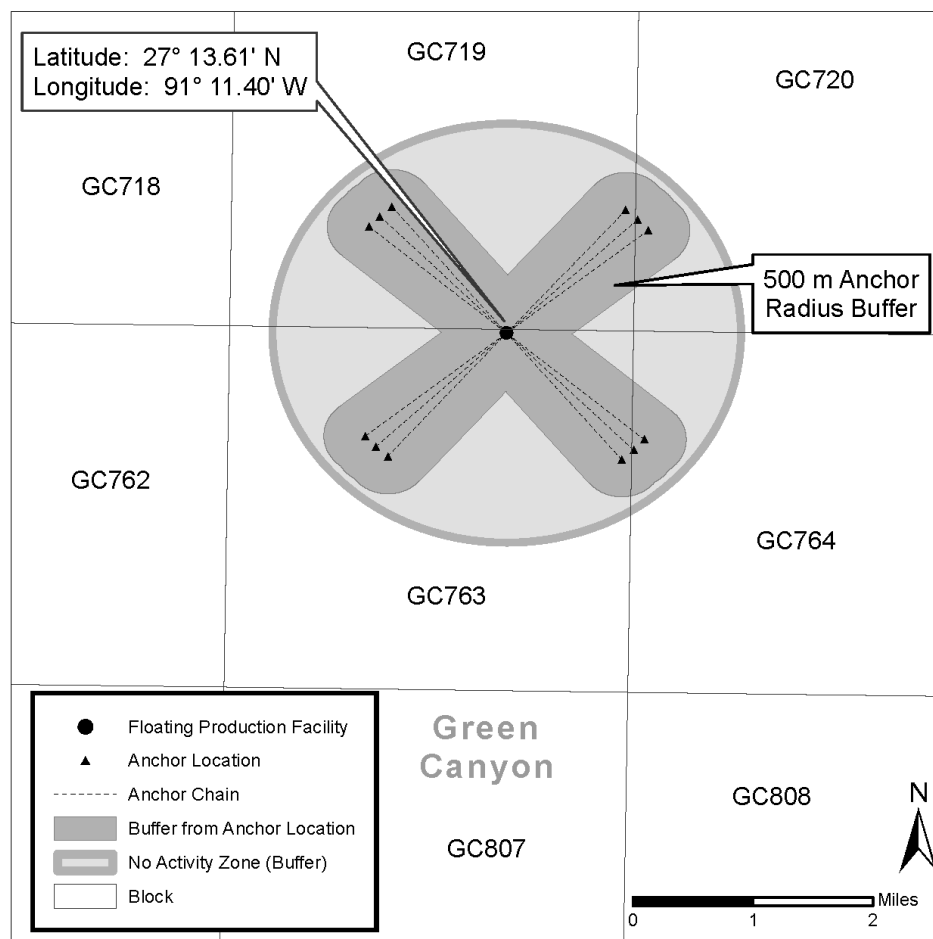 Latitude:  27° 13.61' N
Longitude:  91° 11.40' W
GC719
GC720
GC718
500 m Anchor
Radius Buffer
GC762
GC764
GC763
Floating Production Facility
Anchor Location
Anchor Chain
Buffer from Anchor Location
No Activity Zone (Buffer)
Block
Green
Canyon
GC808
GC807
N
Miles
0 1 2